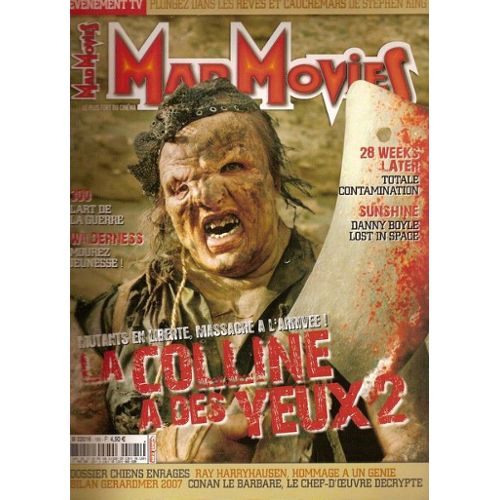 EVENEMENT TV PLONGEZ DANS LES REVES ET CAUCHEMARS DE STEPHEN KING
MAD MOVIES
MAD MOVIES
LE PLUS FORT DU CINÉMA
28 WEEKS
LATER
TOTALE
CONTAMINATION
SUNSHINE
DANNY BOYLE
LOST IN SPACE
300
L'ART DE
LA GUERRE
WILDERNESS
MOUREZ
JEUNESSE !
MUTANTS EN LIBERTE, MASSACRE A L'ARRIVEE !
LA COLLINE
A DES YEUX 2
4,50 €
DOSSIER CHIENS ENRAGES RAY HARRYHAUSEN, HOMMAGE A UN GENIE
BILAN GERARDMER 2007 CONAN LE BARBARE, LE CHEF-D'ŒUVRE DECRYPTE